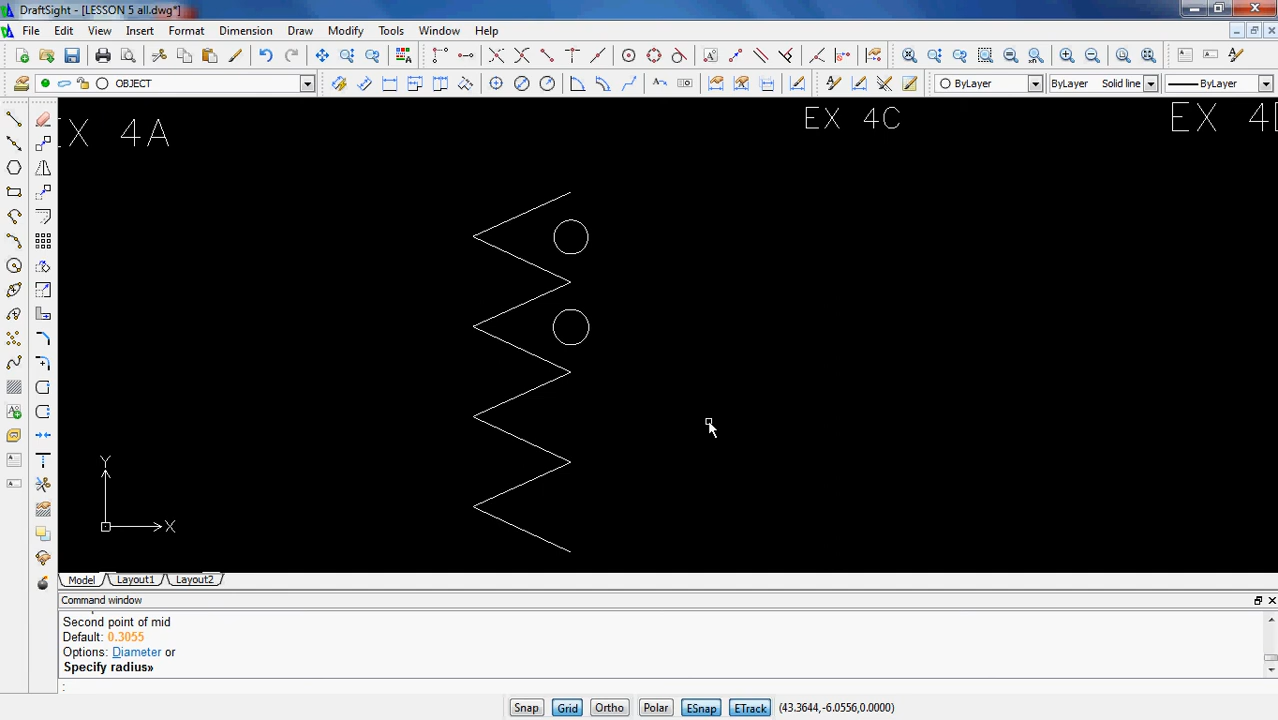 DraftSight - [LESSON 5 all.dwg*]
File Edit View Insert Format Dimension Draw Modify Tools Window Help
OBJECT
ByLayer
ByLayer Solid line
ByLayer
X 4A
EX 4C
EX 4
Y
X
Model Layout1 Layout2
Command window
Second point of mid
Default: 0.3055
Options: Diameter or
Specify radius»
:
Snap Grid Ortho Polar ESnap ETrack (43.3644,-6.0556,0.0000)